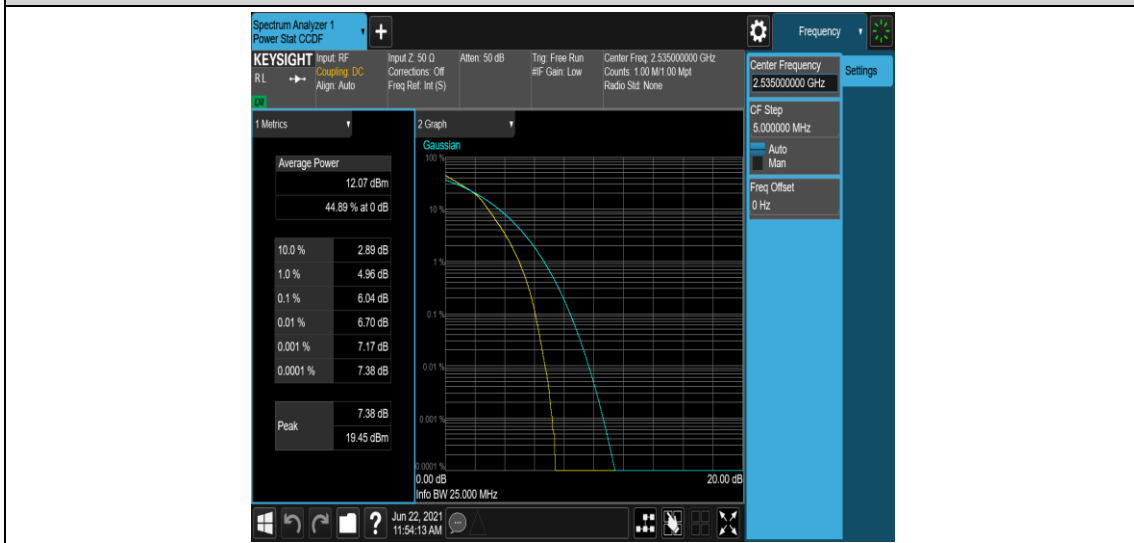 Spectrum Analyzer 1
Power Stat CCDF
Frequency
KEYSIGHT
RL
LXI
Input: RF
Coupling: DC
Align: Auto
Input Z: 50 Ω
Corrections: Off
Freq Ref: Int (S)
Atten: 50 dB
Trig: Free Run
#IF Gain: Low
Center Freq: 2.535000000 GHz
Counts: 1.00 M/1.00 Mpt
Radio Std: None
Center Frequency
2.535000000 GHz
Settings
CF Step
5.000000 MHz
Auto
Man
Freq Offset
0 Hz
1 Metrics
Average Power
12.07 dBm
44.89 % at 0 dB
10.0 % 2.89 dB
1.0 % 4.96 dB
0.1 % 6.04 dB
0.01 % 6.70 dB
0.001 % 7.17 dB
0.0001 % 7.38 dB
Peak 7.38 dB
19.45 dBm
2 Graph
Gaussian
100 %
10 %
1 %
0.1 %
0.01 %
0.001 %
0.0001 %
0.00 dB 20.00 dB
Info BW 25.000 MHz
?
Jun 22, 2021
11:54:13 AM